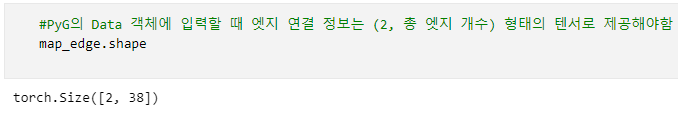 #PyG의 Data 객체에 입력할 때 엣지 연결 정보는 (2, 총 엣지 개수) 형태의 텐서로 제공해야함
map_edge.shape
torch.Size([2, 38])